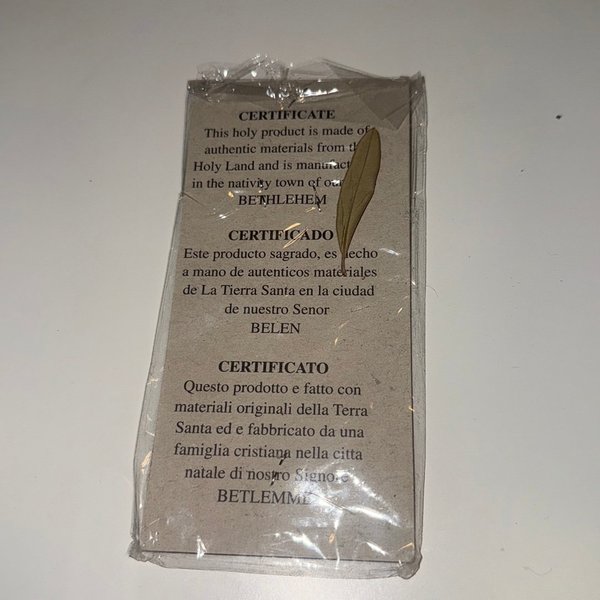 CERTIFICATE
This holy product is made of
authentic materials from
Holy Land and is
in the nativity town of
BETHLEHEM
CERTIFICADO
Este producto sagrado, es hecho
a mano de autenticos materiales
de La Tierra Santa en la ciudad
de nuestro Senor
BELEN
CERTIFICATO
Questo prodotto e fatto con
materiali originali della Terra
Santa ed e fabbricato da una
famiglia cristiana nella citta
natale di nostro Signore
BETLEMME